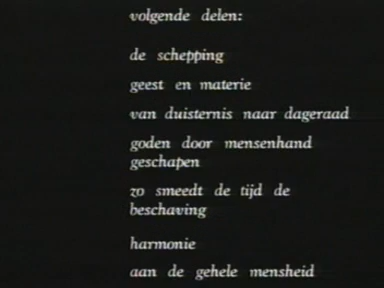 volgende delen:
de schepping
geest en materie
van duisternis naar dageraad
goden door mensenhand
geschapen
zo smeedt de tijd de
beschaving
harmonie
aan de gehele mensheid